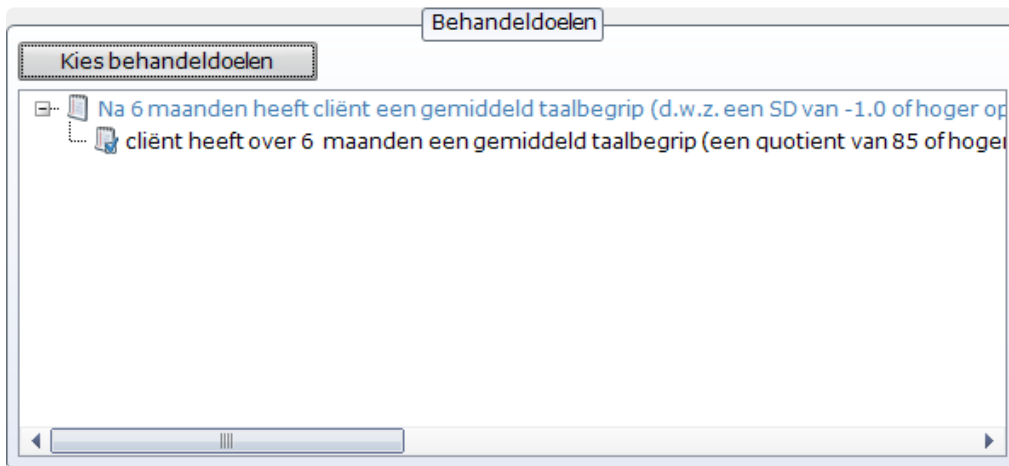 Behandeldoelen
Kies behandeldoelen
Na 6 maanden heeft cliënt een gemiddeld taalbegrip (d.w.z. een SD van -1.0 of hoger op
cliënt heeft over 6 maanden een gemiddeld taalbegrip (een quotient van 85 of hoger